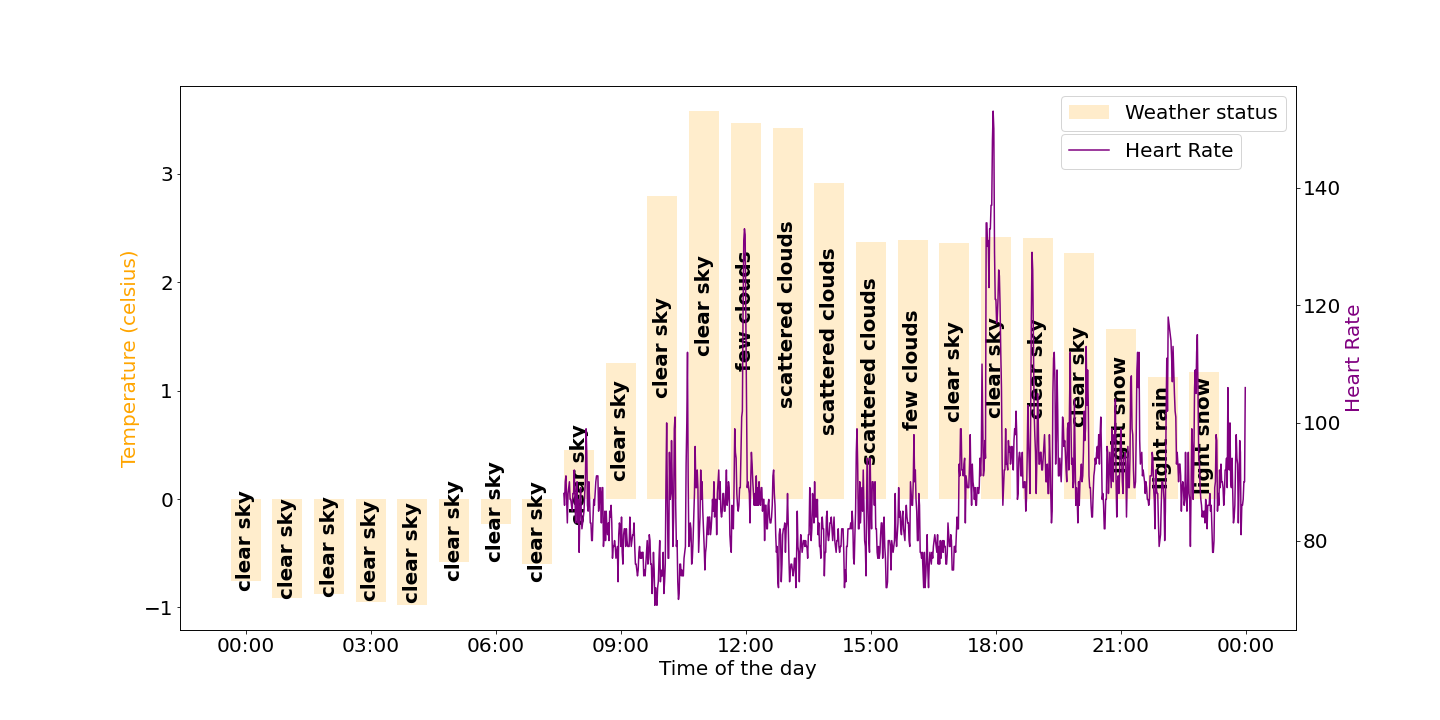 Weather status
Heart Rate
Temperature (celsius)
3
2
1
0
−1
140
120
100
80
Heart Rate
clear sky
clear sky
clear sky
clear sky
clear sky
clear sky
clear sky
clear sky
clear sky
clear sky
clear sky
clear sky
few clouds
scattered clouds
scattered clouds
scattered clouds
few clouds
clear sky
clear sky
clear sky
clear sky
light snow
light rain
light snow
00:00
03:00
06:00
09:00
12:00
15:00
18:00
21:00
00:00
Time of the day